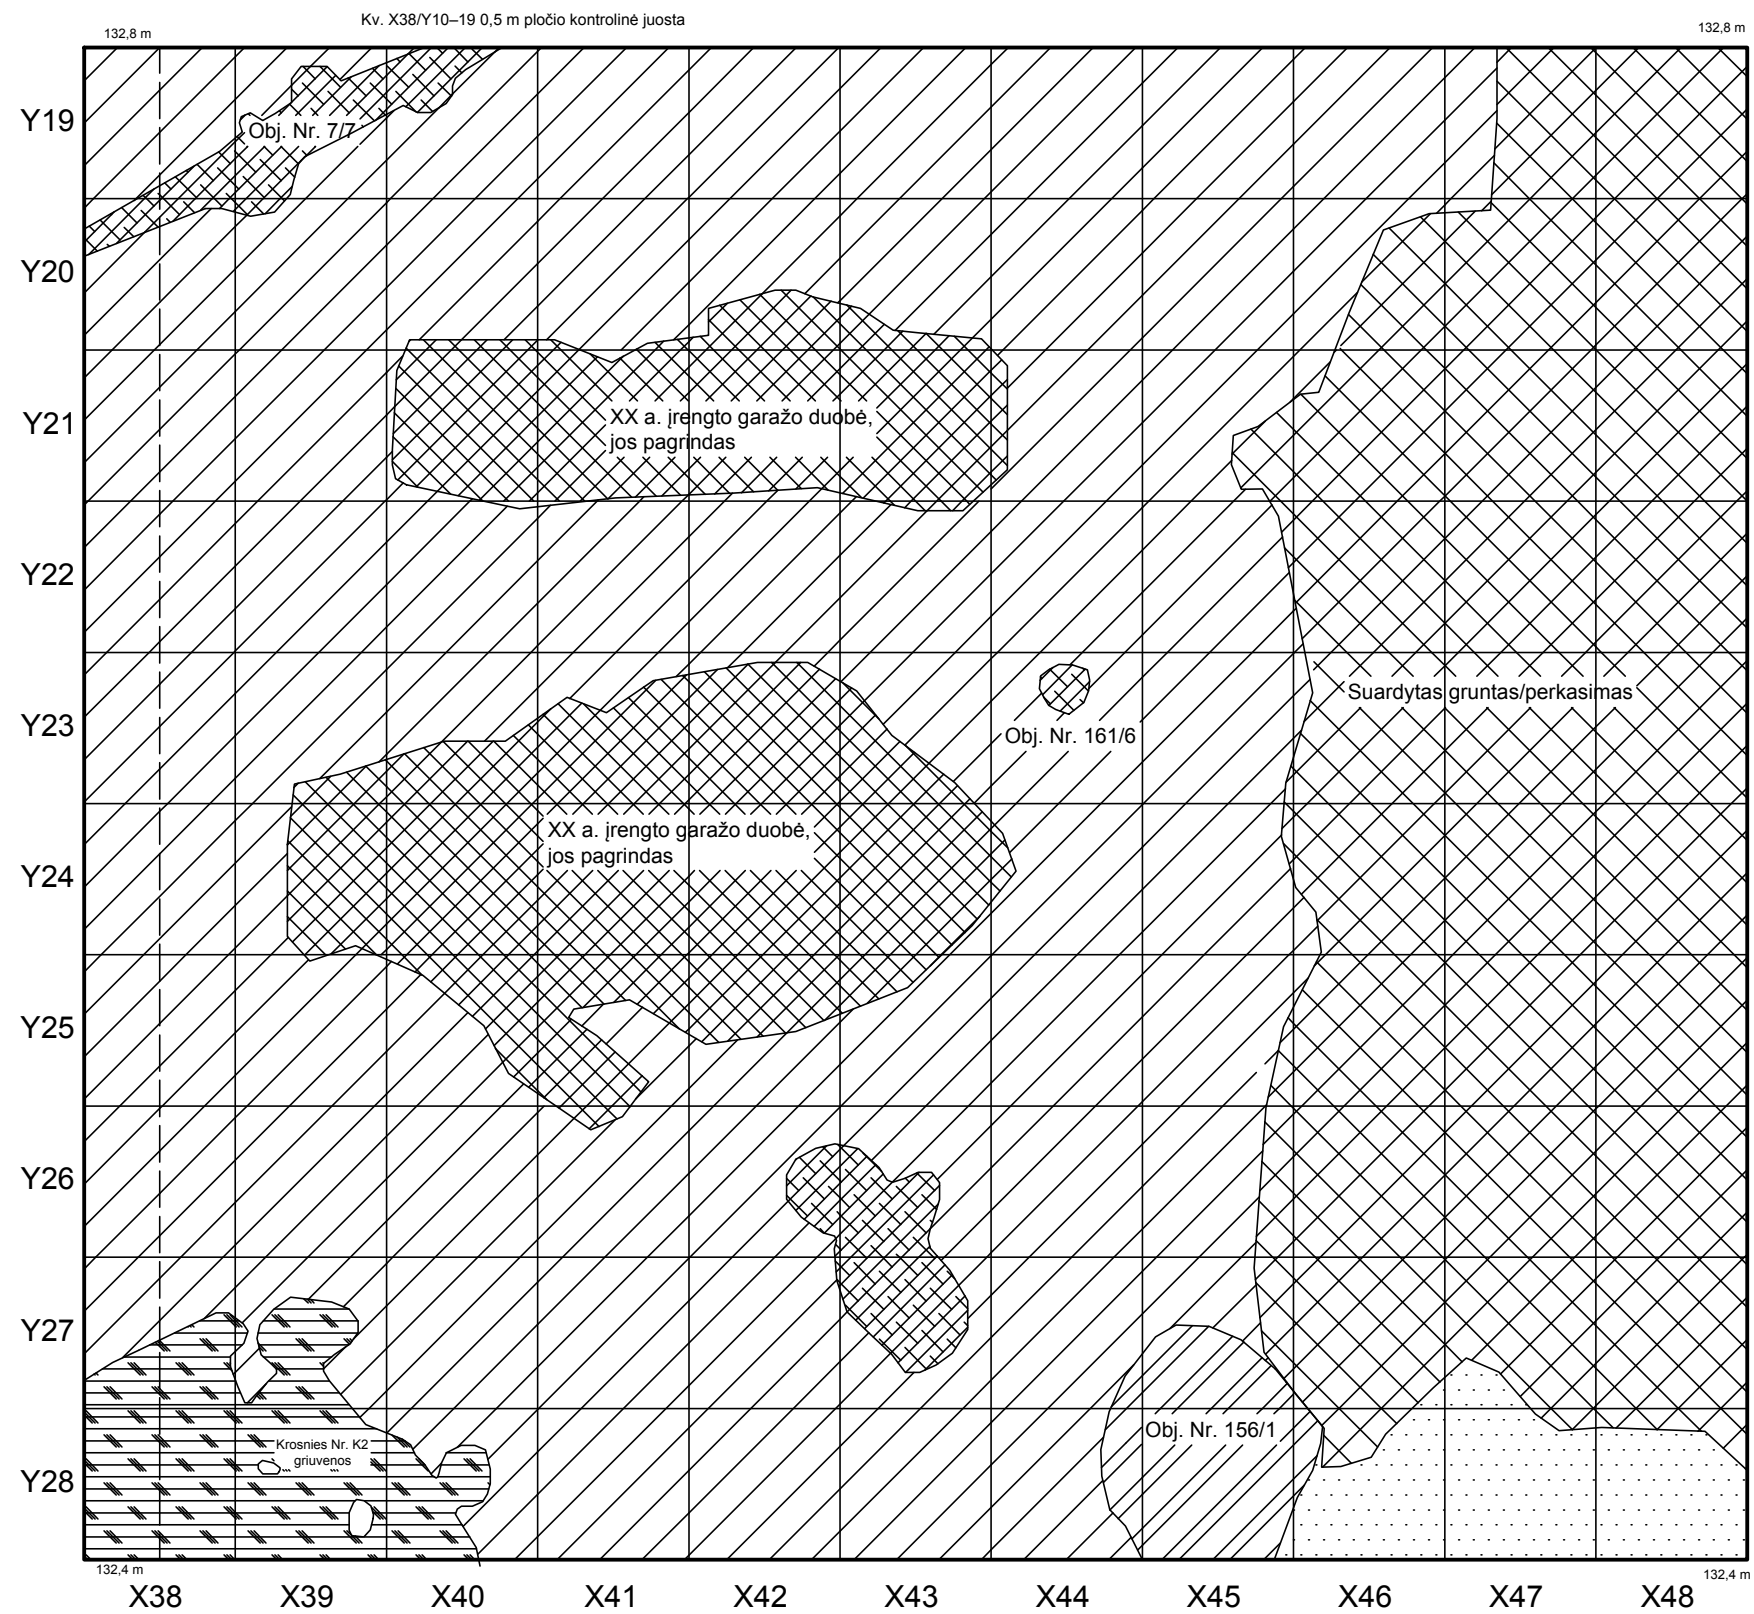 Kv. X38/Y10–19 0,5 m pločio kontrolinė juosta
132,8 m
132,8 m
Y19
Obj. Nr. 7/7
Y20
XX a. įrengto garažo duobė,
jos pagrindas
Y21
Y22
Suardytas gruntas/perkasimas
Y23
Obj. Nr. 161/6
XX a. įrengto garažo duobė,
jos pagrindas
Y24
Y25
Y26
Y27
Obj. Nr. 156/1
Krosnies Nr. K2
griuvenos
Y28
132,4 m
132,4 m
X38 X39 X40 X41 X42 X43 X44 X45 X46 X47 X48